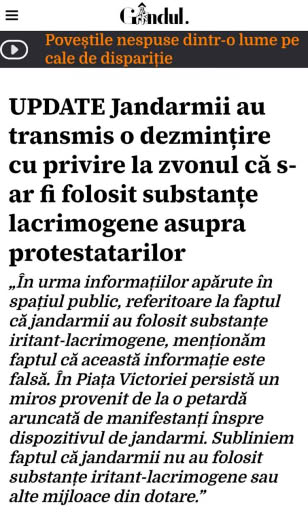 Gândul.
Poveștile nespuse dintr-o lume pe
cale de dispariție
UPDATE Jandarmii au
transmis o dezmințire
cu privire la zvonul că s-
ar fi folosit substanțe
lacrimogene asupra
protestatarilor
„În urma informațiilor apărute în
spațiul public, referitoare la faptul
că jandarmii au folosit substanțe
iritant-lacrimogene, menționăm
faptul că această informație este
falsă. În Piața Victoriei persistă un
miros provenit de la o petardă
aruncată de manifestanți înspre
dispozitivul de jandarmi. Subliniem
faptul că jandarmii nu au folosit
substanțe iritant-lacrimogene sau
alte mijloace din dotare.”